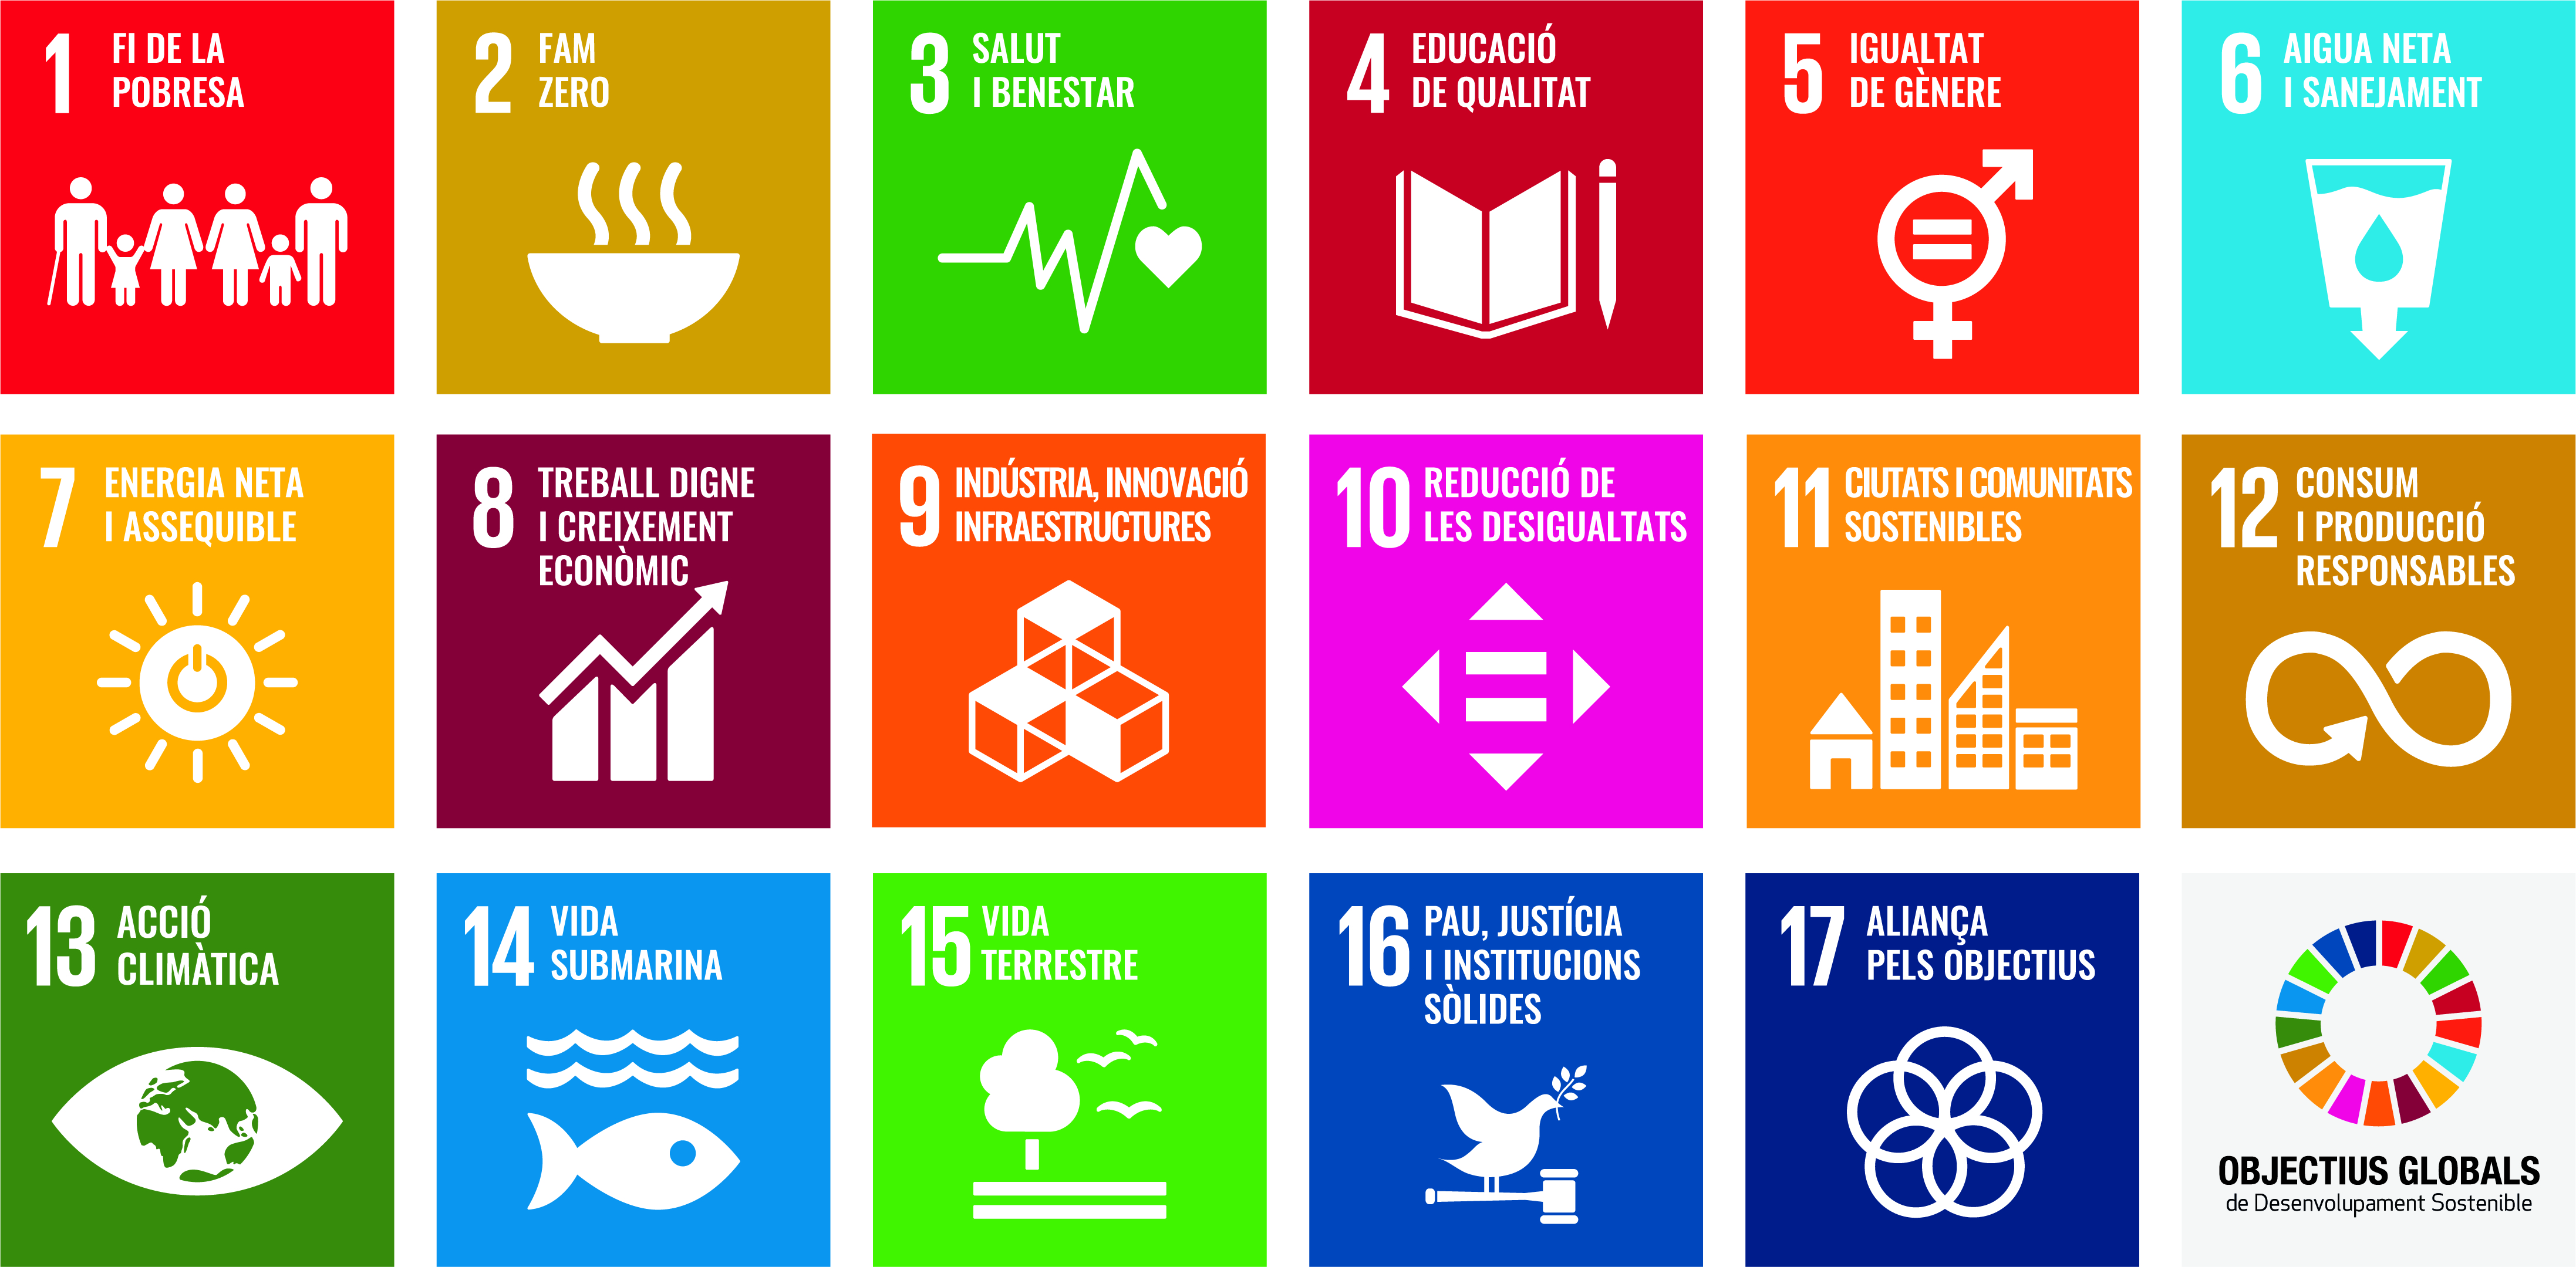 1 FI DE LA
POBRESA
2 FAM
ZERO
3 SALUT
I BENESTAR
4 EDUCACIÓ
DE QUALITAT
5 IGUALTAT
DE GÈNERE
6 AIGUA NETA
I SANEJAMENT
7 ENERGIA NETA
I ASSEQUIBLE
8 TREBALL DIGNE
I CREIXEMENT
ECONÒMIC
9 INDÚSTRIA, INNOVACIÓ
INFRAESTRUCTURES
10 REDUCCIÓ DE
LES DESIGUALTATS
11 CIUTATS I COMUNITATS
SOSTENIBLES
12 CONSUM
I PRODUCCIÓ
RESPONSABLES
13 ACCIÓ
CLIMÀTICA
14 VIDA
SUBMARINA
15 VIDA
TERRESTRE
16 PAU, JUSTÍCIA
I INSTITUCIONS
SÒLIDES
17 ALIANÇA
PELS OBJECTIUS
OBJECTIUS GLOBALS
de Desenvolupament Sostenible